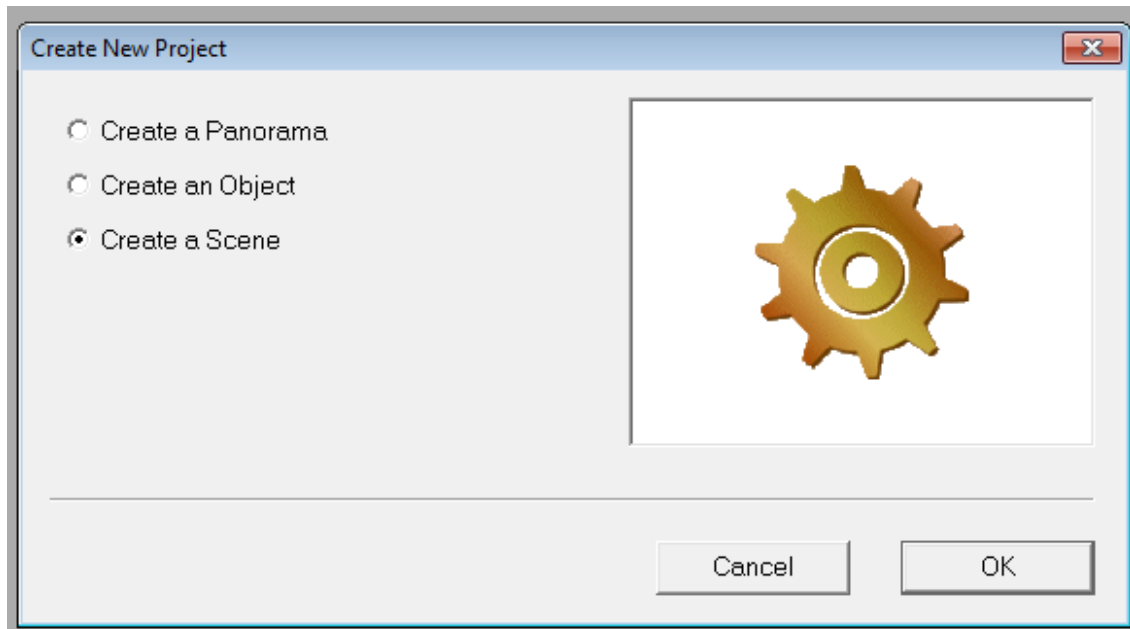 Create New Project
Create a Panorama
Create an Object
Create a Scene
Cancel
OK